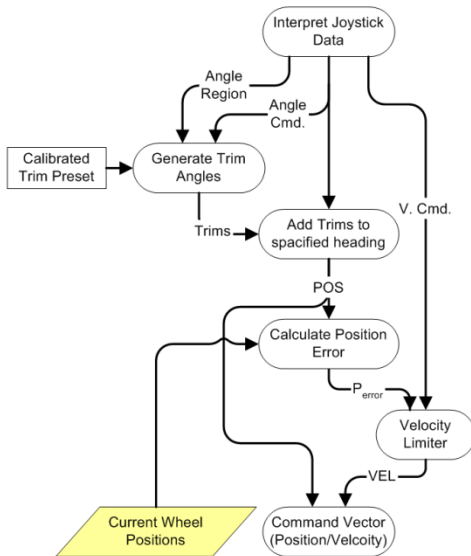 Interpret Joystick
Data
Angle
Region
Angle
Cmd.
Calibrated
Trim Preset
Generate Trim
Angles
V. Cmd.
Trims
Add Trims to
spacified heading
POS
Calculate Position
Error
Perror
Velocity
Limiter
VEL
Current Wheel
Positions
Command Vector
(Position/Velcoity)